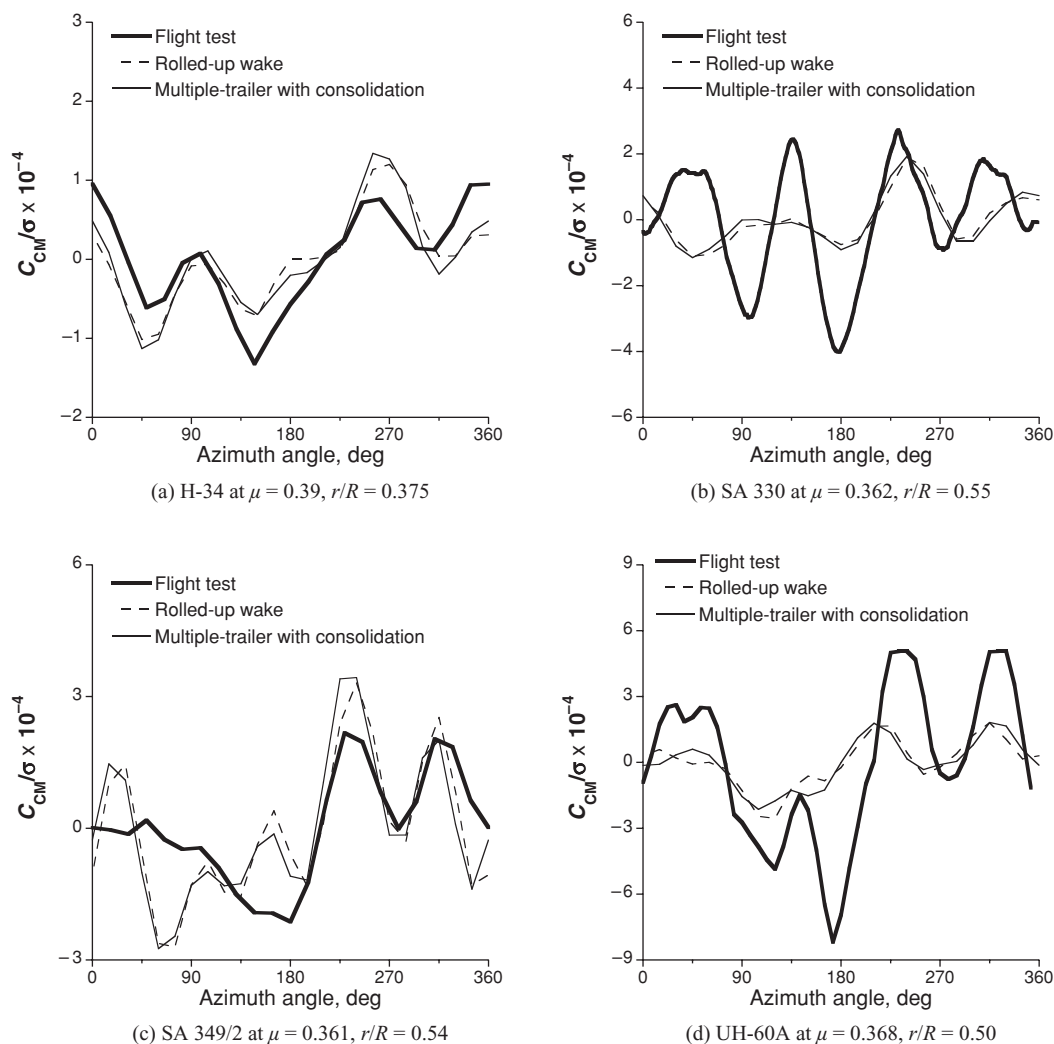 3
2
1
0
−1
−2
C_CM/σ x 10⁻⁴
Flight test
Rolled-up wake
Multiple-trailer with consolidation
0 90 180 270 360
Azimuth angle, deg
(a) H-34 at μ = 0.39, r/R = 0.375
6
4
2
0
−2
−4
−6
C_CM/σ x 10⁻⁴
Flight test
Rolled-up wake
Multiple-trailer with consolidation
0 90 180 270 360
Azimuth angle, deg
(b) SA 330 at μ = 0.362, r/R = 0.55
6
3
0
−3
C_CM/σ x 10⁻⁴
Flight test
Rolled-up wake
Multiple-trailer with consolidation
0 90 180 270 360
Azimuth angle, deg
(c) SA 349/2 at μ = 0.361, r/R = 0.54
9
6
3
0
−3
−6
−9
C_CM/σ x 10⁻⁴
Flight test
Rolled-up wake
Multiple-trailer with consolidation
0 90 180 270 360
Azimuth angle, deg
(d) UH-60A at μ = 0.368, r/R = 0.50